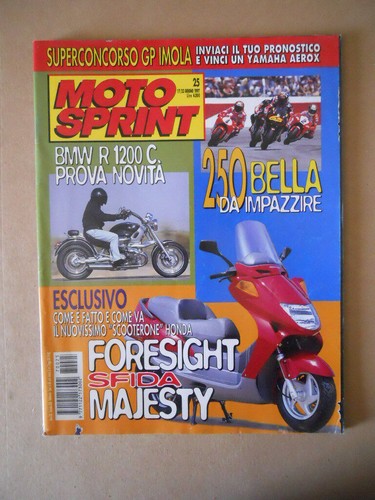 SUPERCONCORSO GP IMOLA INVIACI IL TUO PRONOSTICO
E VINCI UN YAMAHA AEROX
MOTO
SPRINT
25
BMW R 1200 C
PROVA NOVITÀ
250 BELLA
DA IMPAZZIRE
ESCLUSIVO
COME È FATTO E COME VA
IL NUOVISSIMO "SCOOTERONE" HONDA
FORESIGHT
SFIDA
MAJESTY